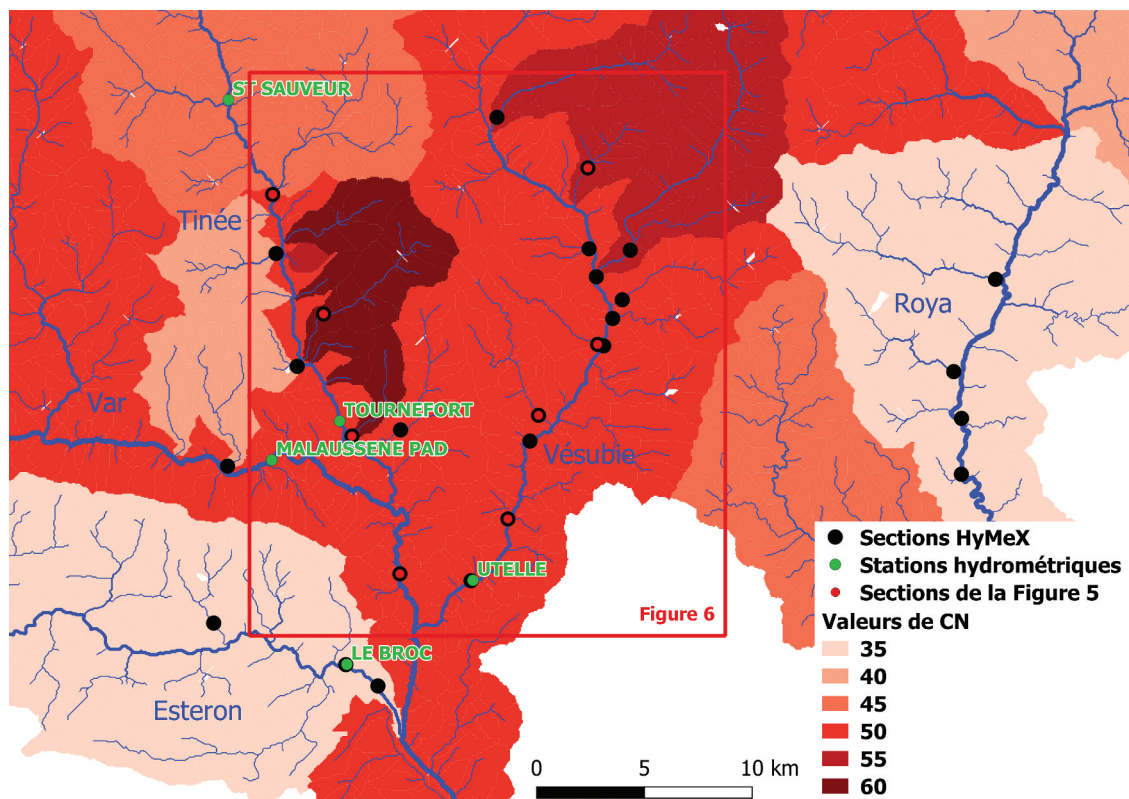 ST SAUVEUR
Tinée
Roya
Var
TOURNEFORT
MALAUSSENE PAD
Vésubie
UTELLE
Figure 6
LE BROC
Esteron
Sections HyMeX
Stations hydrométriques
Sections de la Figure 5
Valeurs de CN
35
40
45
50
55
60
0 5 10 km